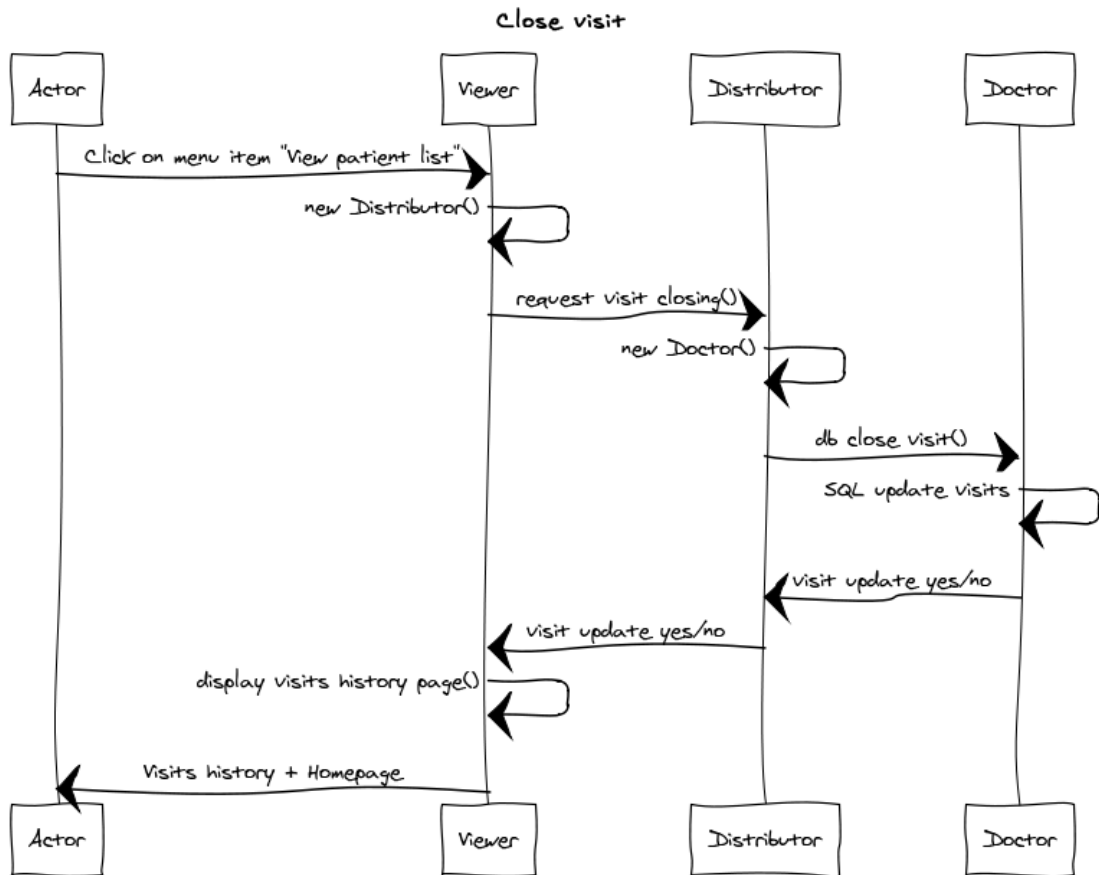 Close visit
Actor
Viewer
Distributor
Doctor
Click on menu item "View patient list"
new Distributor()
request visit closing()
new Doctor()
db close visit()
SQL update visits
visit update yes/no
visit update yes/no
display visits history page()
Visits history + Homepage
Actor
Viewer
Distributor
Doctor